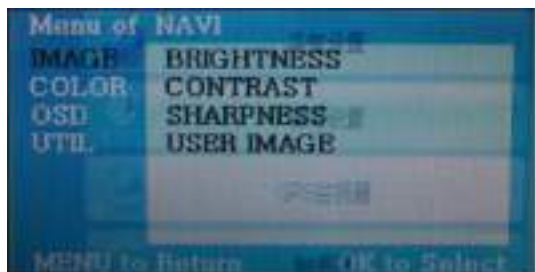 Menu of NAVI
IMAGE BRIGHTNESS
COLOR CONTRAST
OSD SHARPNESS
UTIL USER IMAGE
MENU to Return OK to Select